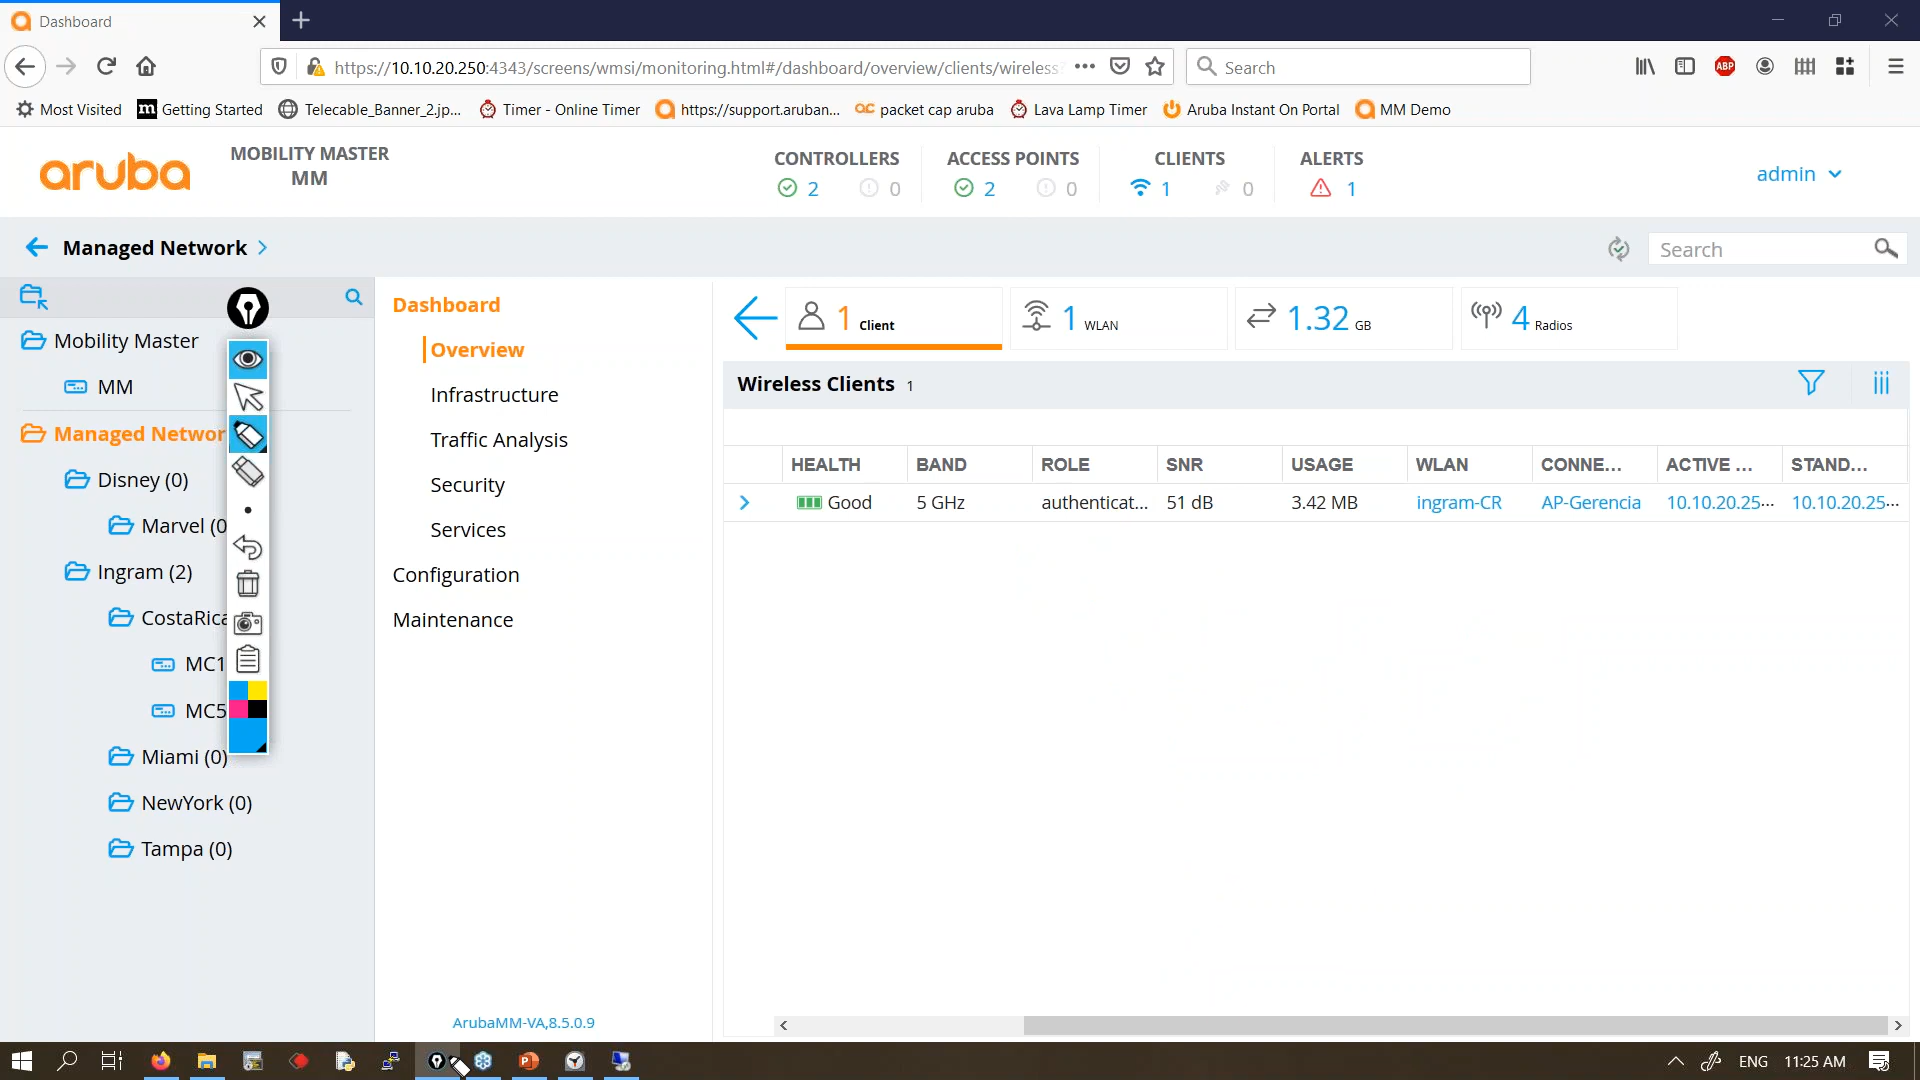 Dashboard
https://10.10.20.250:4343/screens/wmsi/monitoring.html#/dashboard/overview/clients/wireless
Search
Most Visited
Getting Started
Telecable_Banner_2.jp...
Timer - Online Timer
https://support.aruban...
packet cap aruba
Lava Lamp Timer
Aruba Instant On Portal
MM Demo
ABP
aruba
MOBILITY MASTER
MM
CONTROLLERS
2 0
ACCESS POINTS
2 0
CLIENTS
1 0
ALERTS
1
admin
Managed Network
Search
Mobility Master
MM
Managed Networ
Disney (0)
Marvel (0
Ingram (2)
CostaRica
MC1
MC5
Miami (0)
NewYork (0)
Tampa (0)
Dashboard
Overview
Infrastructure
Traffic Analysis
Security
Services
Configuration
Maintenance
ArubaMM-VA,8.5.0.9
1 Client
1 WLAN
1.32 GB
4 Radios
Wireless Clients 1
HEALTH BAND ROLE SNR USAGE WLAN CONNE... ACTIVE ... STAND...
Good 5 GHz authenticat... 51 dB 3.42 MB ingram-CR AP-Gerencia 10.10.20.25... 10.10.20.25...
ENG 11:25 AM